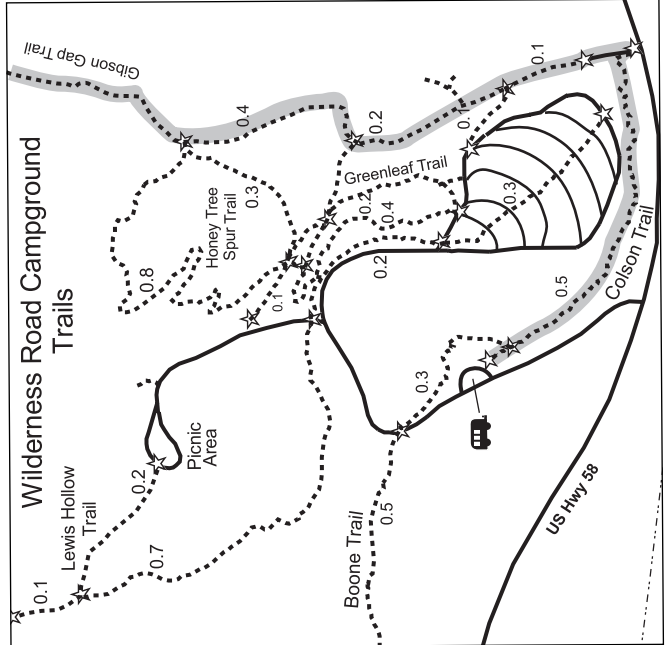 Wilderness Road Campground
Trails
Gibson Gap Trail
0.1
Lewis Hollow
Trail
0.2
0.7
Picnic
Area
0.8
0.4
0.3
Honey Tree
Spur Trail
0.1
0.2
Greenleaf Trail
0.2
0.4
0.2
0.1
0.1
0.3
0.3
Boone Trail
0.5
0.5
Colson Trail
US Hwy 58